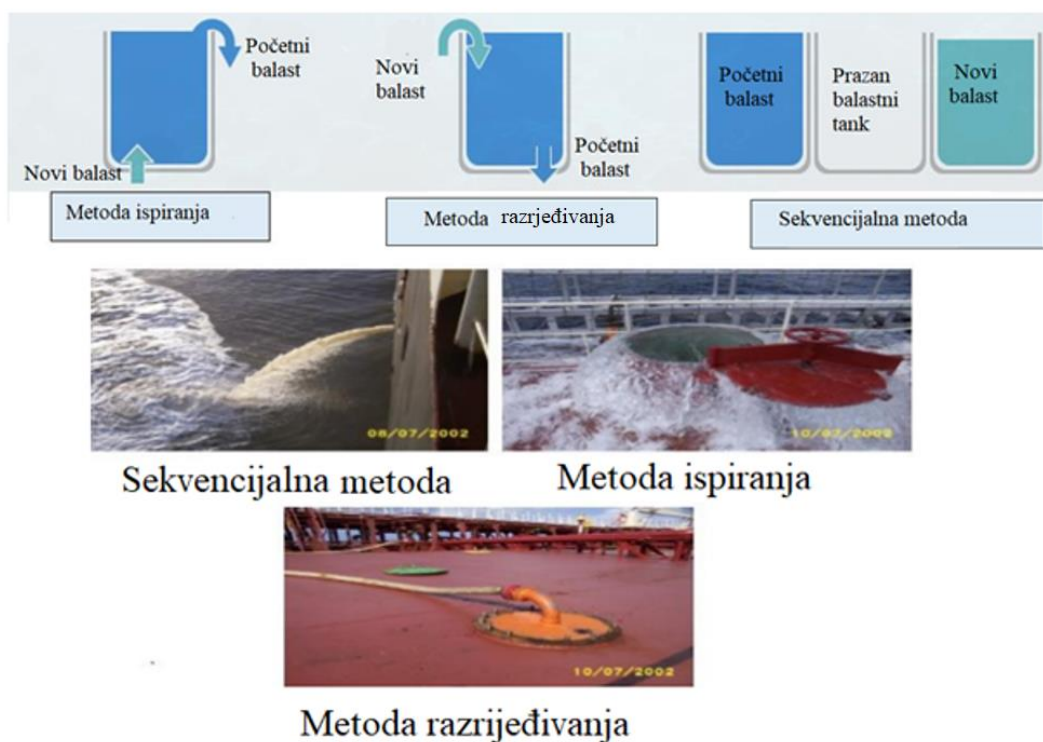 Početni
balast
Novi balast
Metoda ispiranja
Novi
balast
Početni
balast
Metoda razrjeđivanja
Početni
balast
Prazan
balastni
tank
Novi
balast
Sekvencijalna metoda
08/07/2002
Sekvencijalna metoda
10/07/2002
Metoda ispiranja
10/07/2002
Metoda razrijeđivanja